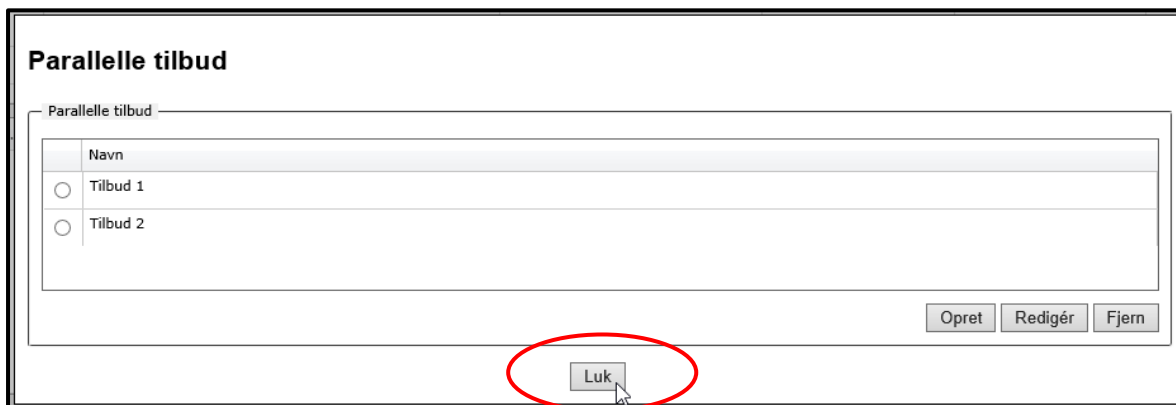 Parallelle tilbud
Parallelle tilbud
Navn
Tilbud 1
Tilbud 2
Opret Redigér Fjern
Luk